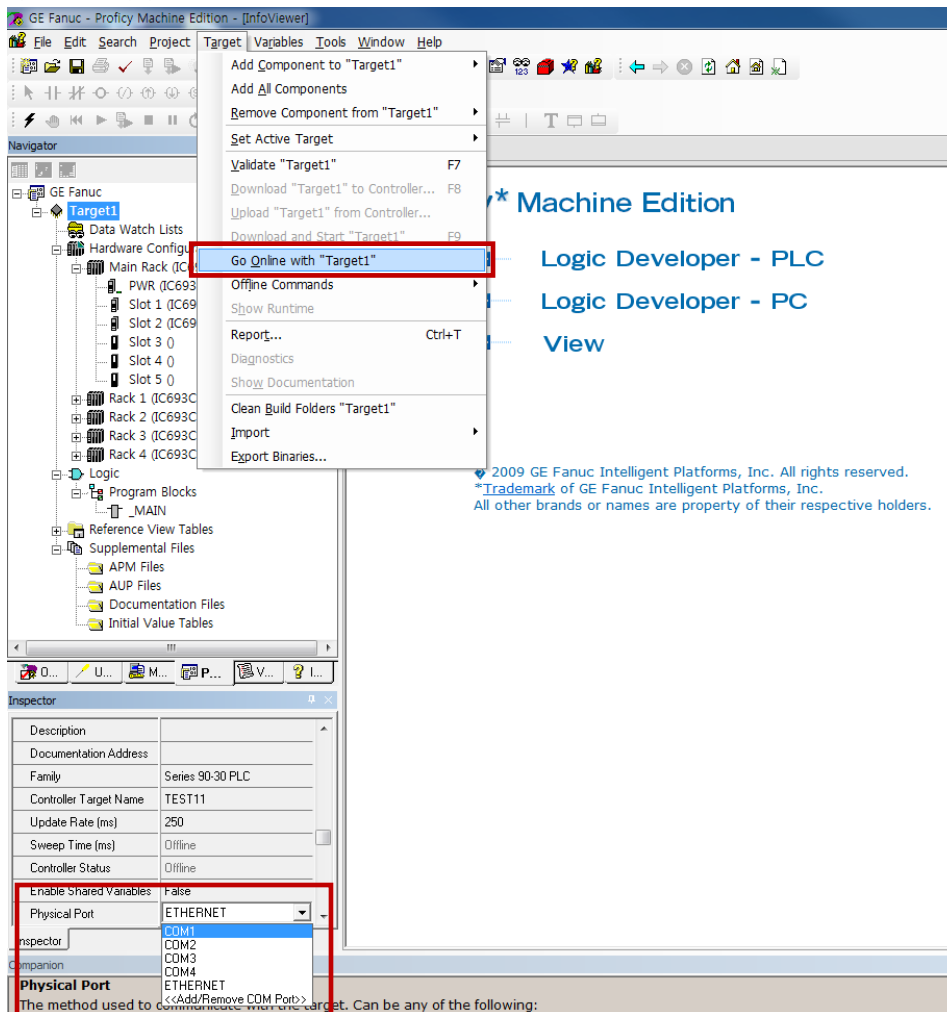 GE Fanuc - Proficy Machine Edition - [InfoViewer]
File Edit Search Project Target Variables Tools Window Help
Add Component to "Target1"
Add All Components
Remove Component from "Target1"
Set Active Target
Validate "Target1" F7
Download "Target1" to Controller... F8
Upload "Target1" from Controller...
Download and Start "Target1" F9
Go Online with "Target1"
Offline Commands
Show Runtime
Report... Ctrl+T
Diagnostics
Show Documentation
Clean Build Folders "Target1"
Import
Export Binaries...
Navigator
GE Fanuc
Target1
Data Watch Lists
Hardware Configu
Main Rack (IC6
PWR (IC693
Slot 1 (IC69
Slot 2 (IC69
Slot 3 ()
Slot 4 ()
Slot 5 ()
Rack 1 (IC693C
Rack 2 (IC693C
Rack 3 (IC693C
Rack 4 (IC693C
Logic
Program Blocks
_MAIN
Reference View Tables
Supplemental Files
APM Files
AUP Files
Documentation Files
Initial Value Tables
O... U... M... P... V... I...
y* Machine Edition
Logic Developer - PLC
Logic Developer - PC
View
� 2009 GE Fanuc Intelligent Platforms, Inc. All rights reserved.
*Trademark of GE Fanuc Intelligent Platforms, Inc.
All other brands or names are property of their respective holders.
Inspector
Description
Documentation Address
Family Series 90-30 PLC
Controller Target Name TEST11
Update Rate (ms) 250
Sweep Time (ms) Offline
Controller Status Offline
Enable Shared Variables False
Physical Port ETHERNET
COM1
COM2
COM3
COM4
ETHERNET
<<Add/Remove COM Port>>
Inspector
Companion
Physical Port
The method used to communicate with the target. Can be any of the following: